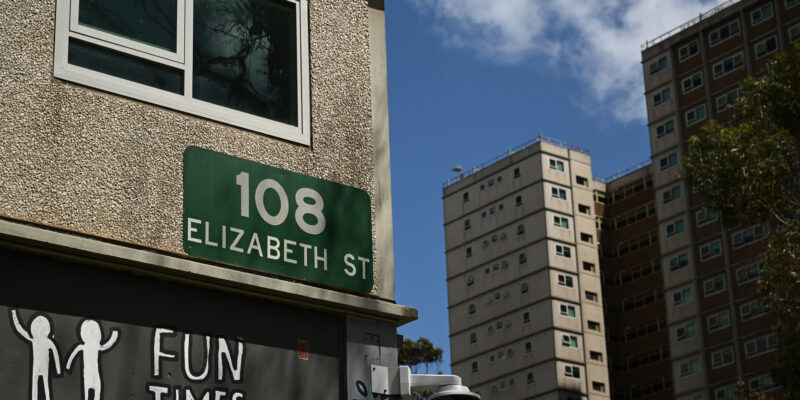 108
ELIZABETH ST
FUN
TIMES